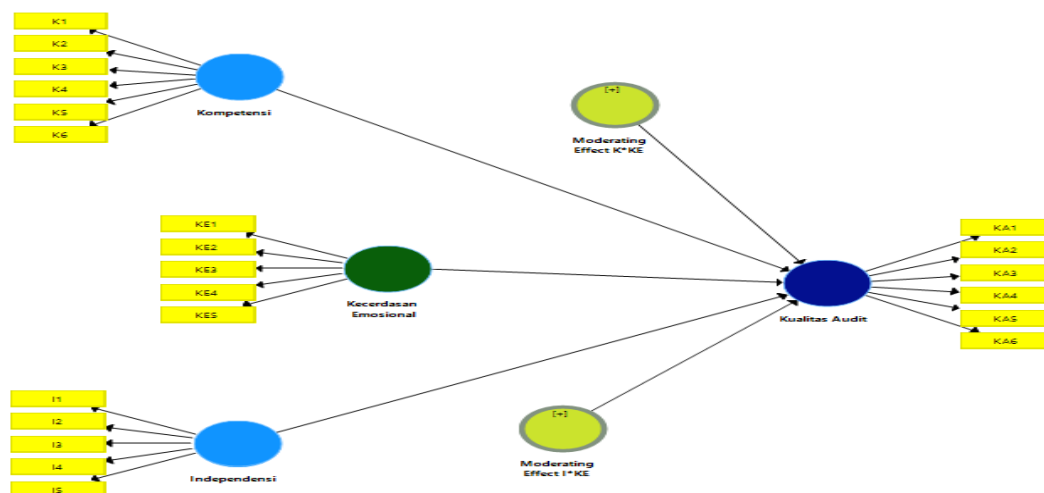 K1
K2
K3
K4
K5
K6
Kompetensi
[+]
Moderating
Effect K*KE
KE1
KE2
KE3
KE4
KE5
Kecerdasan
Emosional
KA1
KA2
KA3
KA4
KA5
KA6
Kualitas Audit
I1
I2
I3
I4
I5
Independensi
[+]
Moderating
Effect I*KE